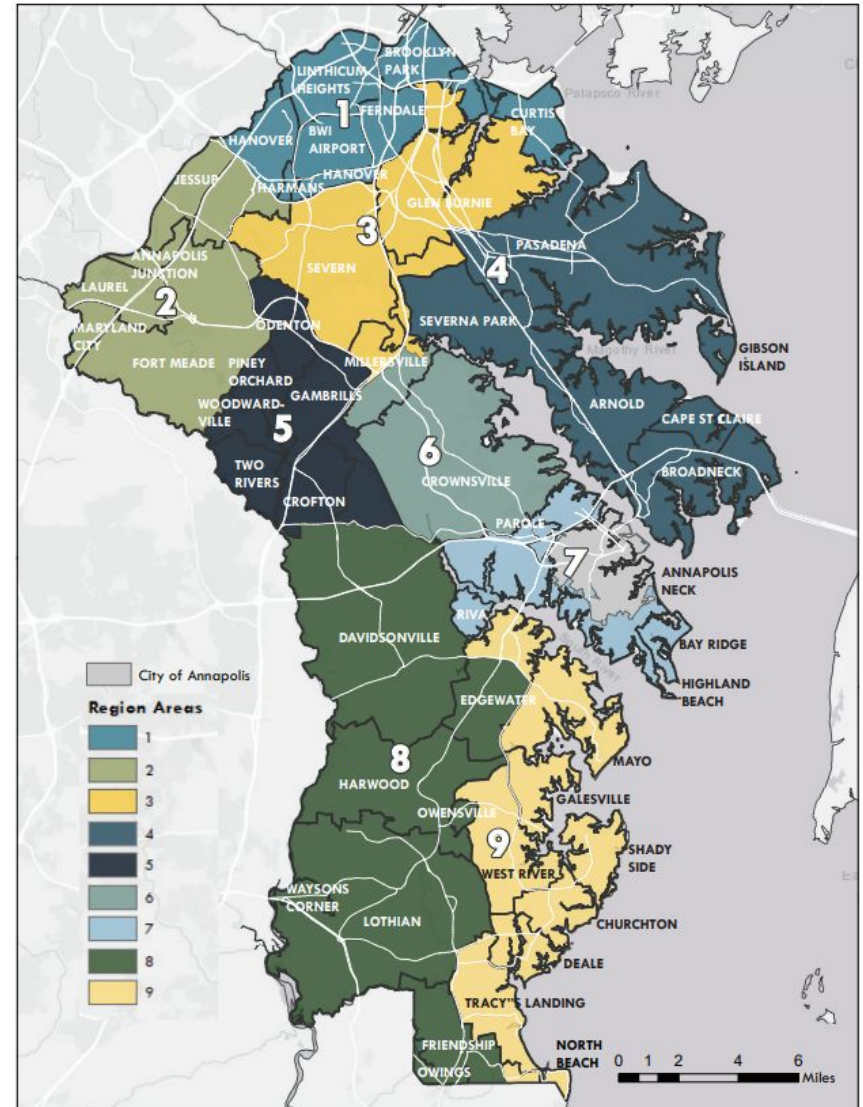 BROOKLYN
PARK
LINTHICUM
HEIGHTS
Patapsco River
1
FERNDALE
CURTIS
BAY
HANOVER
BWI
AIRPORT
HANOVER
JESSUP
HARMANS
GLEN BURNIE
3
PASADENA
ANNAPOLIS
JUNCTION
SEVERN
4
LAUREL
2
MARYLAND
CITY
ODENTON
SEVERNA PARK
Magothy River
GIBSON
ISLAND
FORT MEADE
PINEY
ORCHARD
MILLERSVILLE
GAMBRILLS
WOODWARD-
VILLE
ARNOLD
CAPE ST CLAIRE
5
6
BROADNECK
TWO
RIVERS
CROWNSVILLE
CROFTON
PAROLE
7
ANNAPOLIS
NECK
RIVA
DAVIDSONVILLE
BAY RIDGE
HIGHLAND
BEACH
EDGEWATER
City of Annapolis
Region Areas
1
2
3
4
5
6
7
8
9
8
MAYO
HARWOOD
GALESVILLE
OWENSVILLE
9
SHADY
SIDE
WEST RIVER
WAYSONS
CORNER
LOTHIAN
CHURCHTON
DEALE
TRACY"S LANDING
FRIENDSHIP
NORTH
BEACH
OWINGS
0 1 2 4 6
Miles